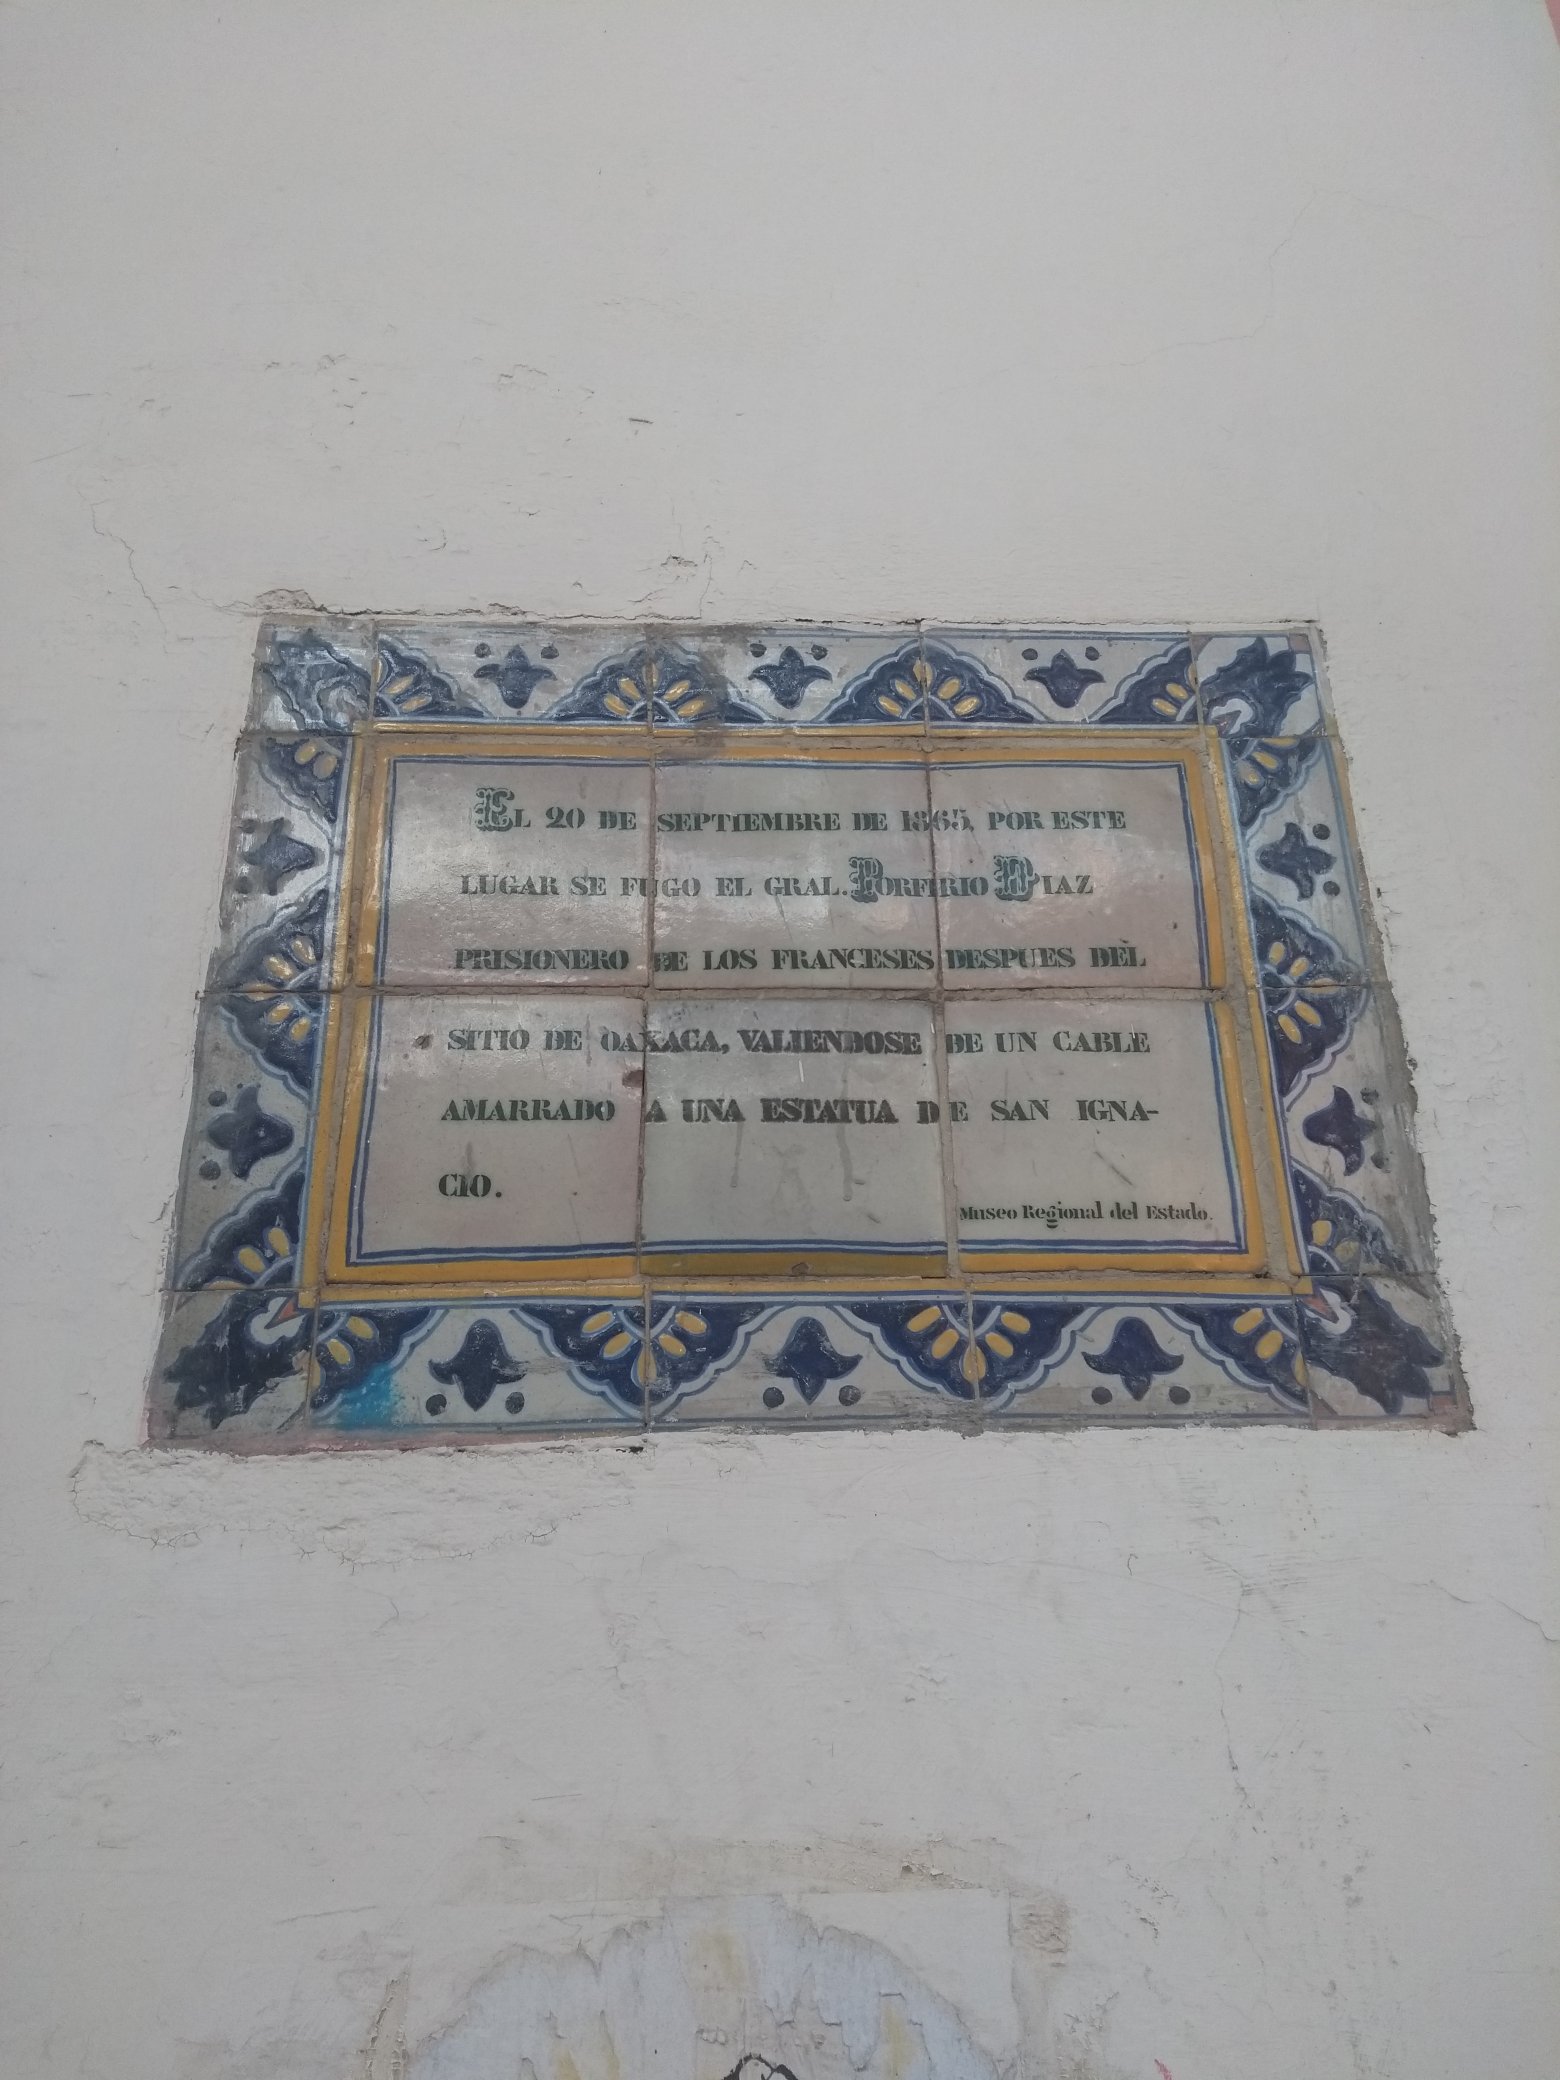 EL 20 DE SEPTIEMBRE DE 1865, POR ESTE
LUGAR SE FUGO EL GRAL. PORFIRIO DIAZ
PRISIONERO DE LOS FRANCESES DESPUES DEL
SITIO DE OAXACA, VALIENDOSE DE UN CABLE
AMARRADO A UNA ESTATUA DE SAN IGNA-
CIO.
Museo Regional del Estado.